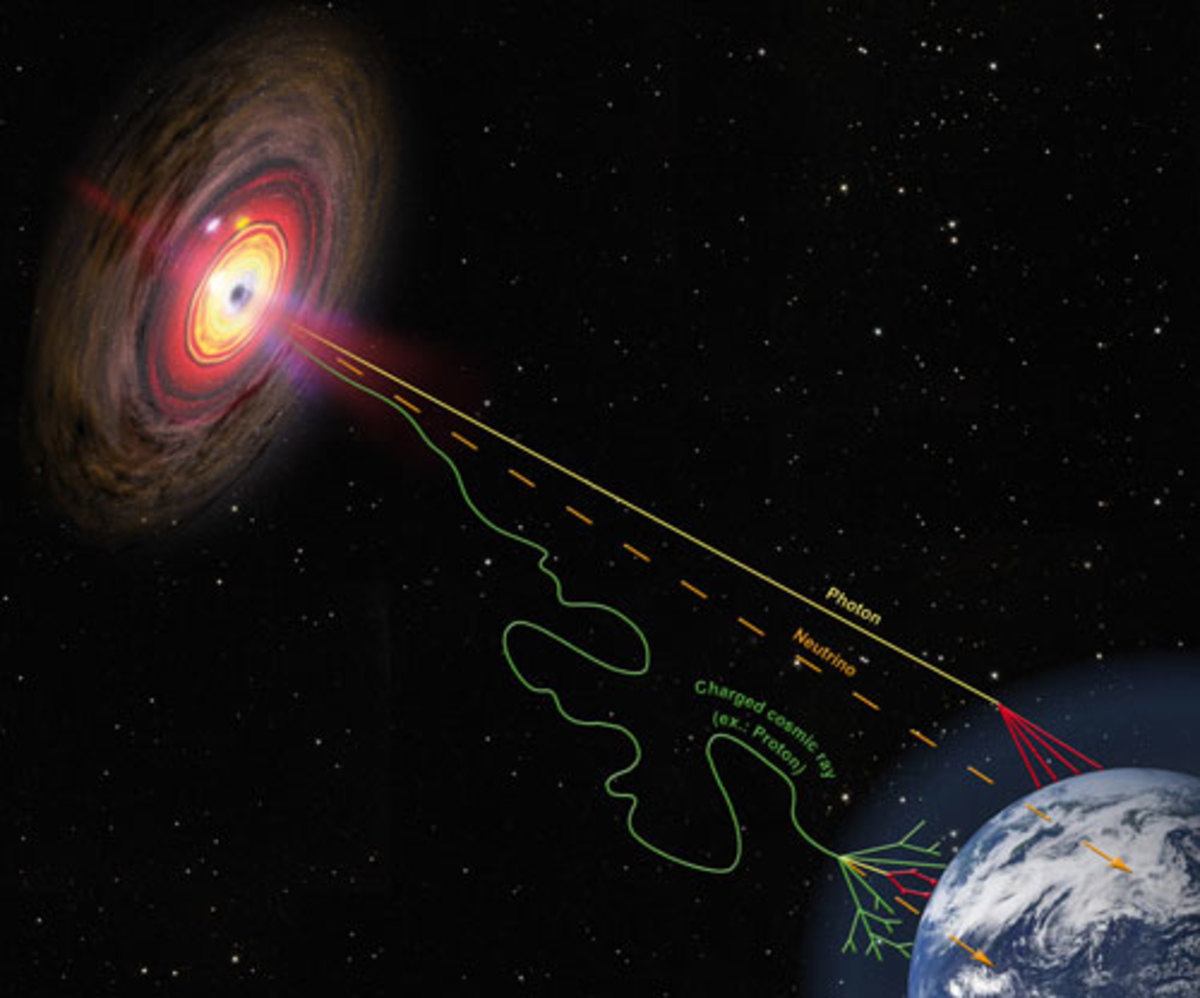 Photon
Neutrino
Charged cosmic ray
(ex.: Proton)